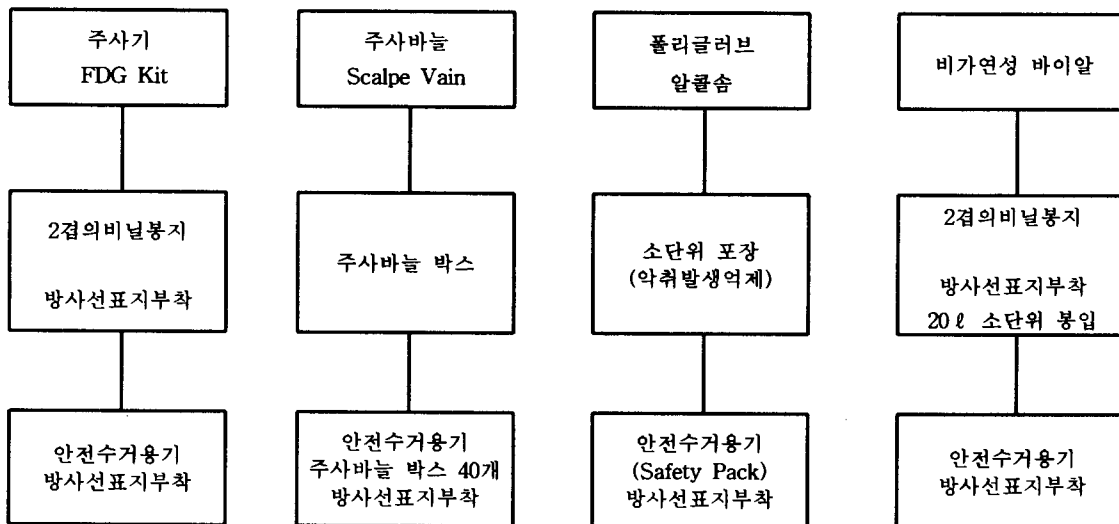 주사기
FDG Kit
주사바늘
Scalpe Vain
폴리글러브
알콜솜
비가연성 바이알
2겹의비닐봉지
방사선표지부착
주사바늘 박스
소단위 포장
(악취발생억제)
2겹의비닐봉지
방사선표지부착
20ℓ 소단위 봉입
안전수거용기
방사선표지부착
안전수거용기
주사바늘 박스 40개
방사선표지부착
안전수거용기
(Safety Pack)
방사선표지부착
안전수거용기
방사선표지부착